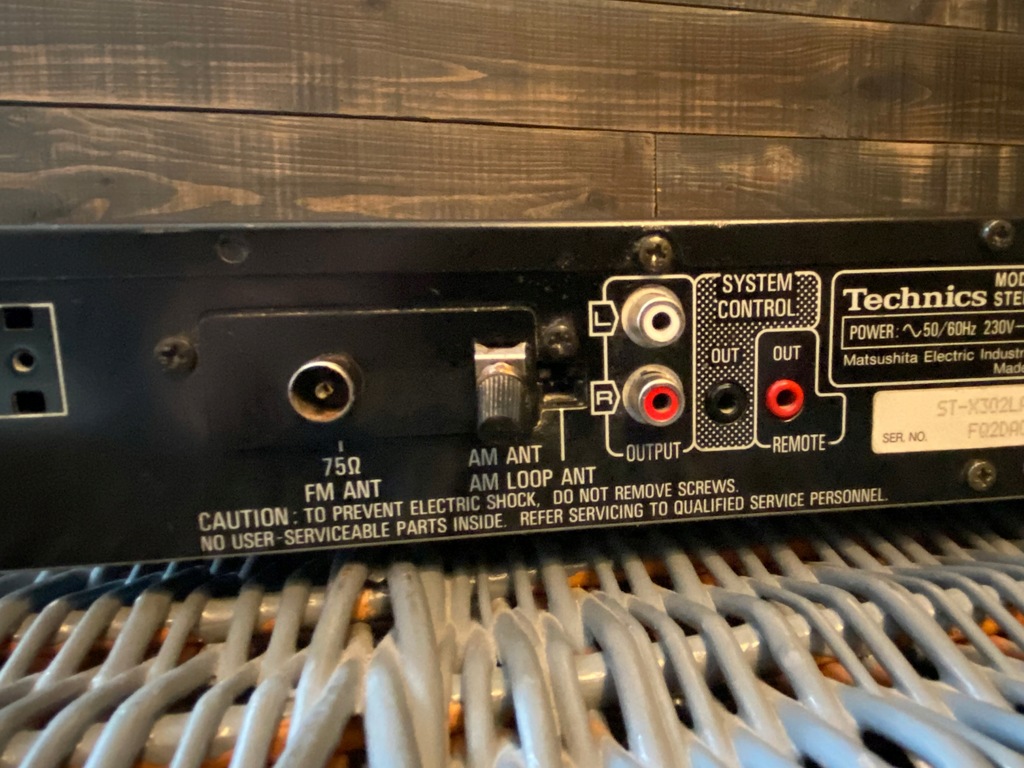 SYSTEM
CONTROL
L
R
OUT
OUT
OUTPUT
REMOTE
Technics
MOD
STE
POWER: ∿50/60Hz 230V
Matsushita Electric Industr
Made
ST-X302L
SER. NO.
75Ω
FM ANT
AM ANT
AM LOOP ANT
CAUTION: TO PREVENT ELECTRIC SHOCK, DO NOT REMOVE SCREWS.
NO USER-SERVICEABLE PARTS INSIDE. REFER SERVICING TO QUALIFIED SERVICE PERSONNEL.